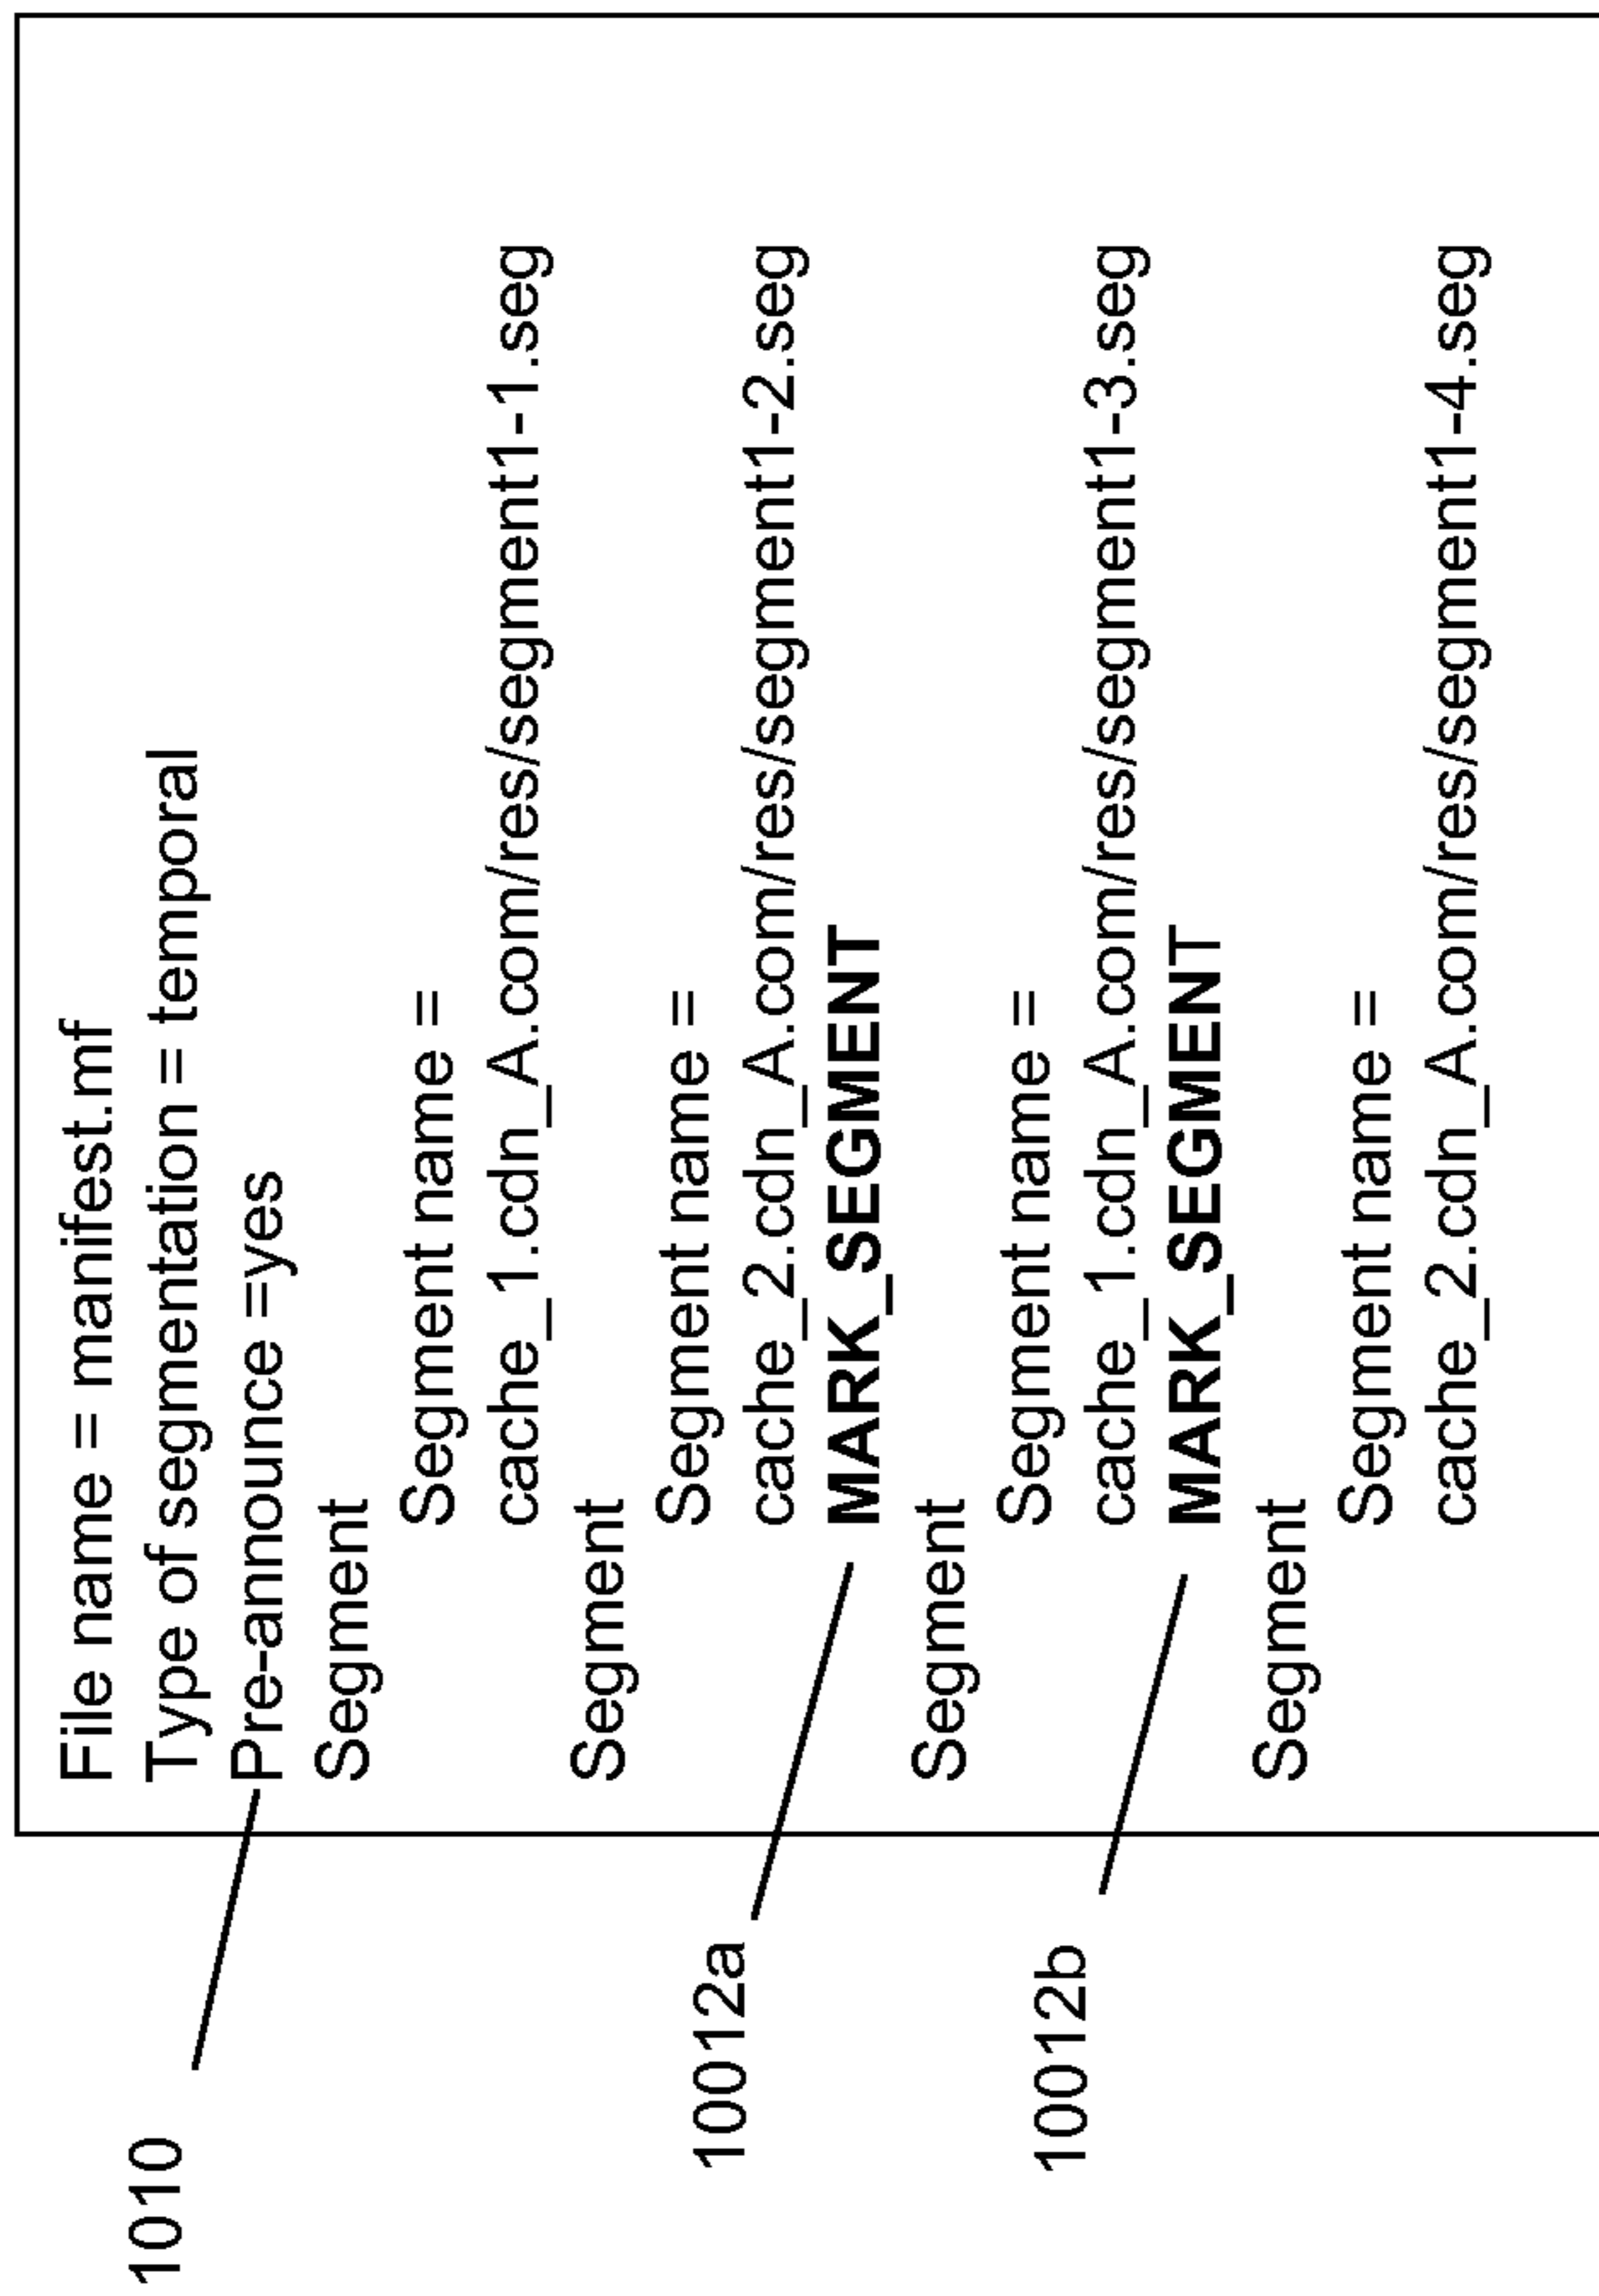 File name = manifest.mf
Type of segmentation = temporal
1010
Pre-announce =yes
Segment
Segment name =
cache_1.cdn_A.com/res/segment1-1.seg
Segment
Segment name =
cache_2.cdn_A.com/res/segment1-2.seg
10012a
MARK_SEGMENT
Segment
Segment name =
cache_1.cdn_A.com/res/segment1-3.seg
10012b
MARK_SEGMENT
Segment
Segment name =
cache_2.cdn_A.com/res/segment1-4.seg